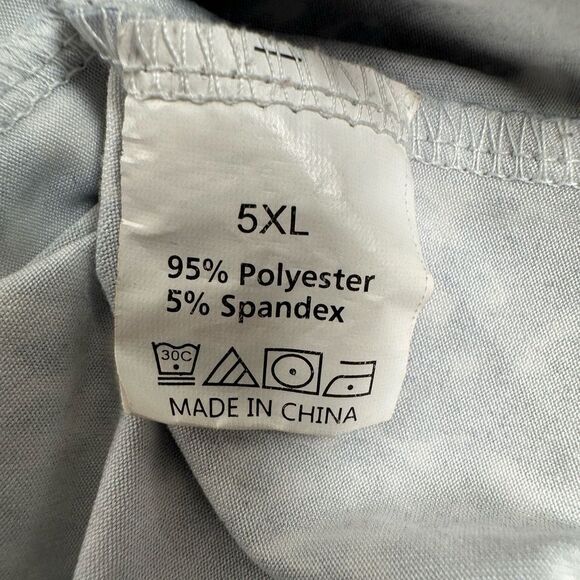 5XL
95% Polyester
5% Spandex
30C
MADE IN CHINA